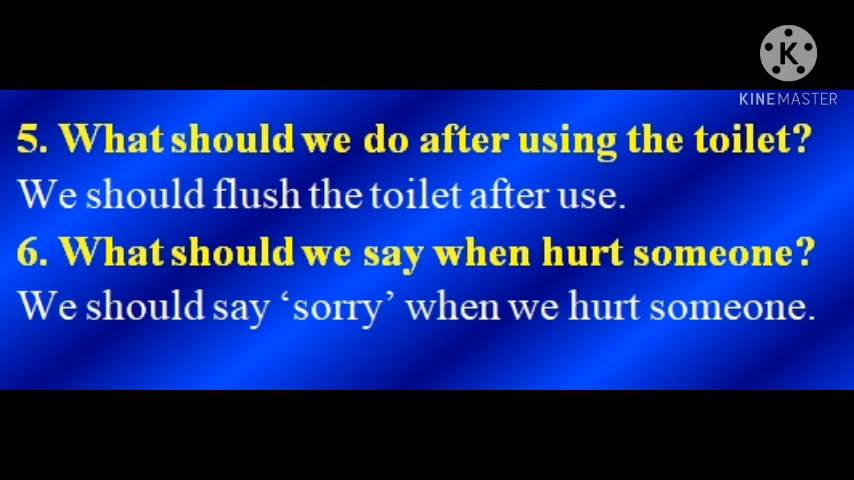 K
KINEMASTER
5. What should we do after using the toilet?
We should flush the toilet after use.
6. What should we say when hurt someone?
We should say ‘sorry’ when we hurt someone.